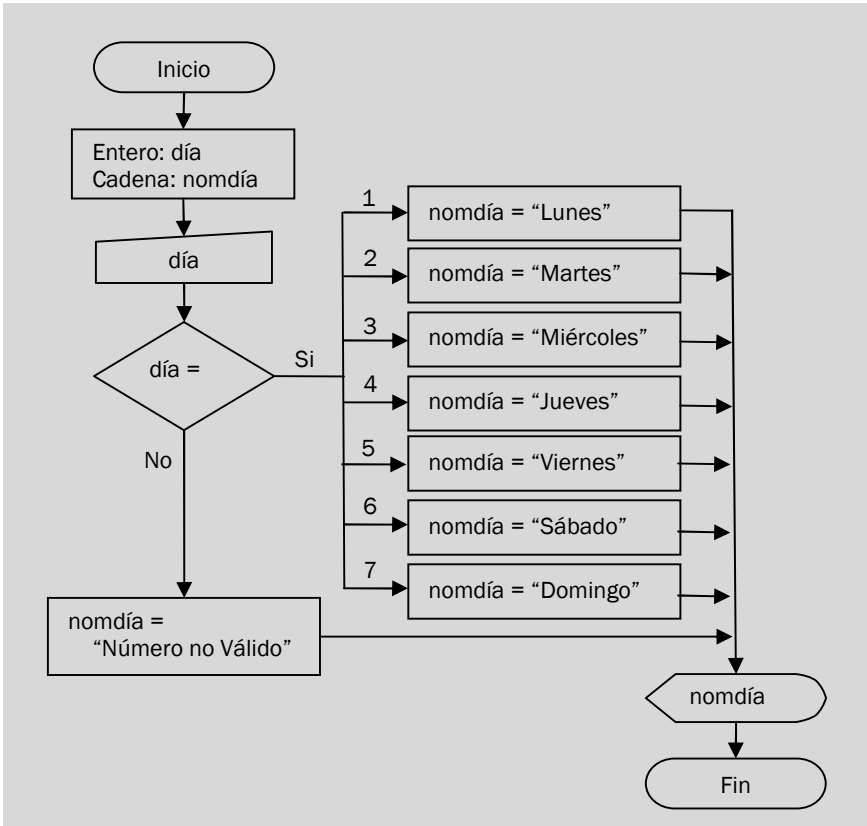 Inicio
Entero: día
Cadena: nomdía
día
día =
Si
No
1
nomdía = “Lunes”
2
nomdía = “Martes”
3
nomdía = “Miércoles”
4
nomdía = “Jueves”
5
nomdía = “Viernes”
6
nomdía = “Sábado”
7
nomdía = “Domingo”
nomdía =
“Número no Válido”
nomdía
Fin